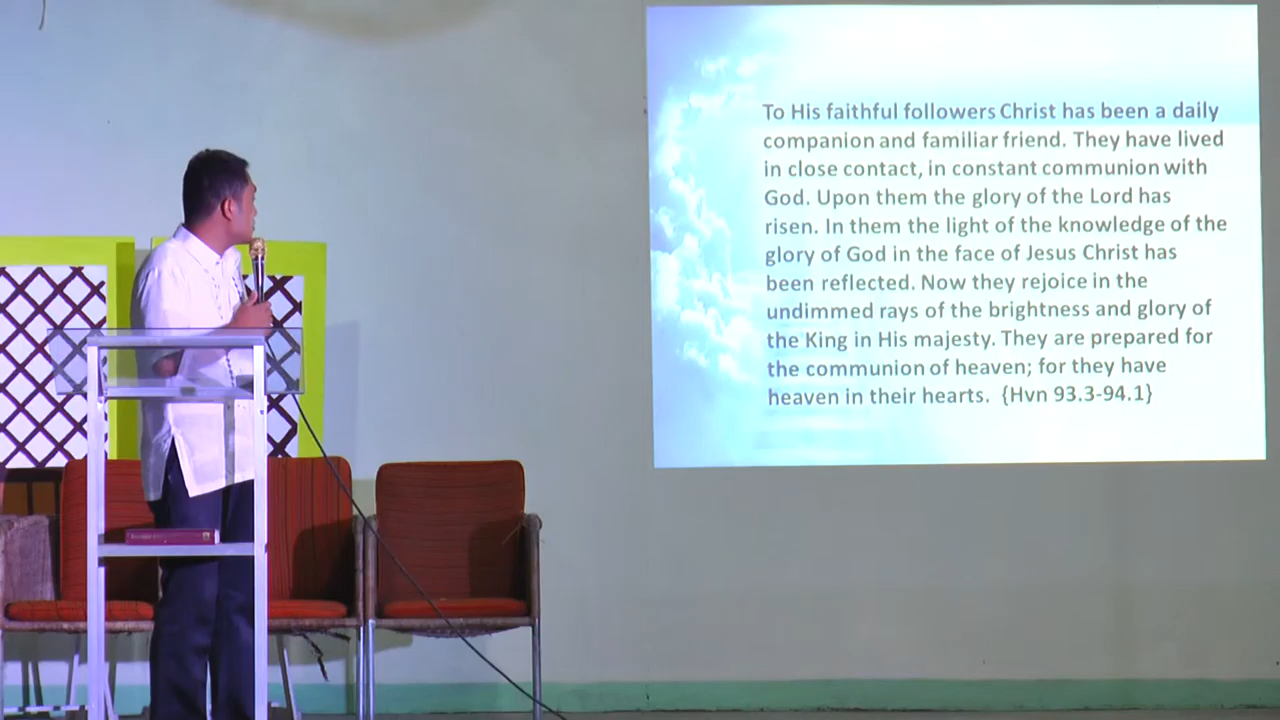 To His faithful followers Christ has been a daily
companion and familiar friend. They have lived
in close contact, in constant communion with
God. Upon them the glory of the Lord has
risen. In them the light of the knowledge of the
glory of God in the face of Jesus Christ has
been reflected. Now they rejoice in the
undimmed rays of the brightness and glory of
the King in His majesty. They are prepared for
the communion of heaven; for they have
heaven in their hearts. {Hvn 93.3-94.1}